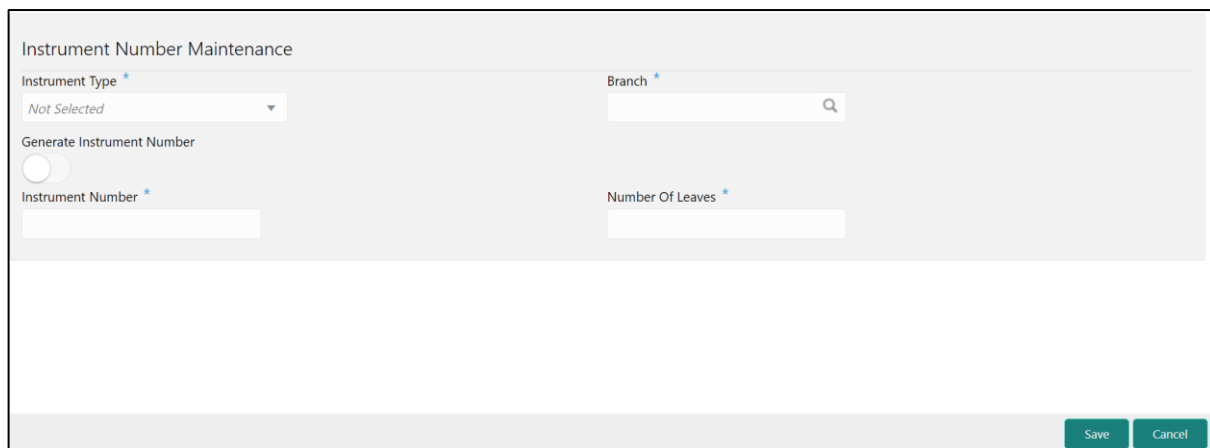 Instrument Number Maintenance
Instrument Type *
Branch *
Not Selected
Generate Instrument Number
Instrument Number *
Number Of Leaves *
Save
Cancel